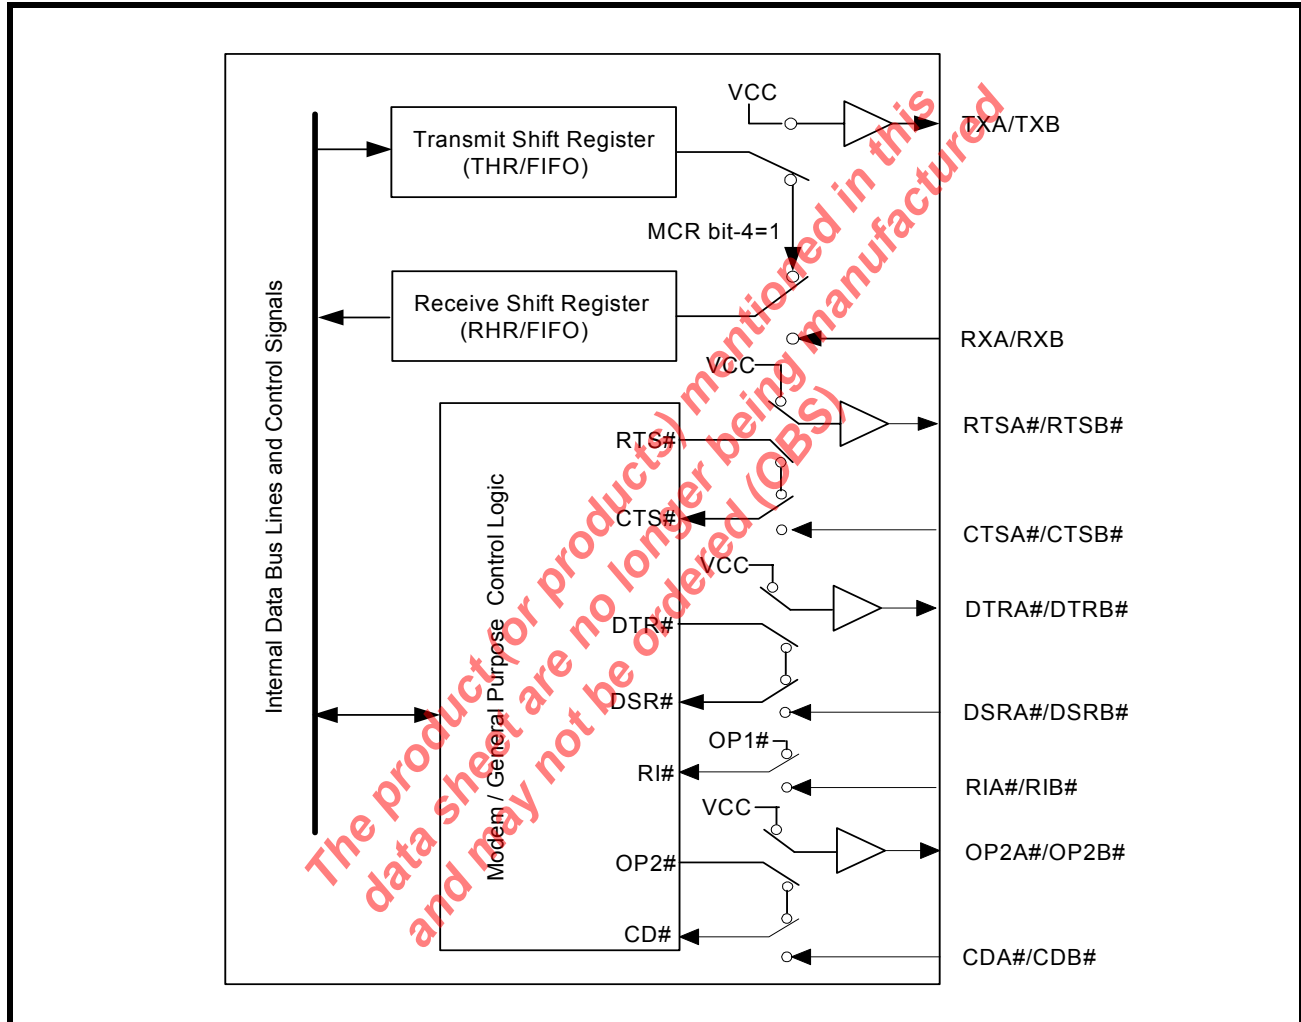 VCC
TXA/TXB
Transmit Shift Register
(THR/FIFO)
MCR bit-4=1
Receive Shift Register
(RHR/FIFO)
RXA/RXB
VCC
RTSA#/RTSB#
RTS#
CTS#
CTSA#/CTSB#
VCC
DTRA#/DTRB#
DTR#
DSR#
DSRA#/DSRB#
OP1#
RI#
RIA#/RIB#
VCC
OP2A#/OP2B#
OP2#
CD#
CDA#/CDB#
Internal Data Bus Lines and Control Signals
Modem / General Purpose Control Logic
The product (or products) mentioned in this
data sheet are no longer being manufactured
and may not be ordered (OBS)